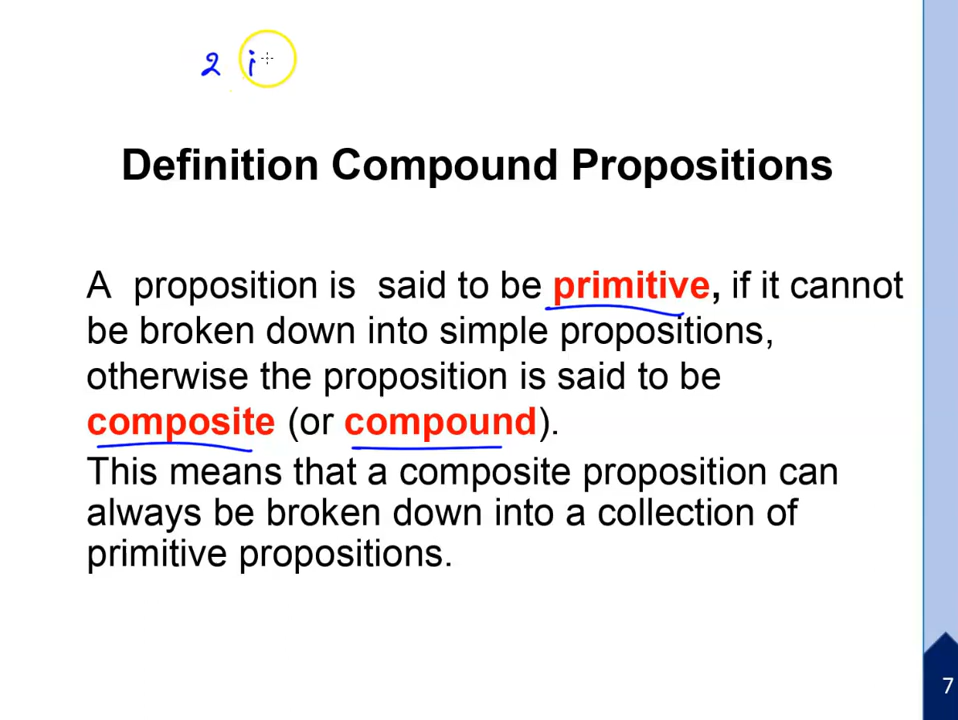 2 i
Definition Compound Propositions
A proposition is said to be primitive, if it cannot
be broken down into simple propositions,
otherwise the proposition is said to be
composite (or compound).
This means that a composite proposition can
always be broken down into a collection of
primitive propositions.
7